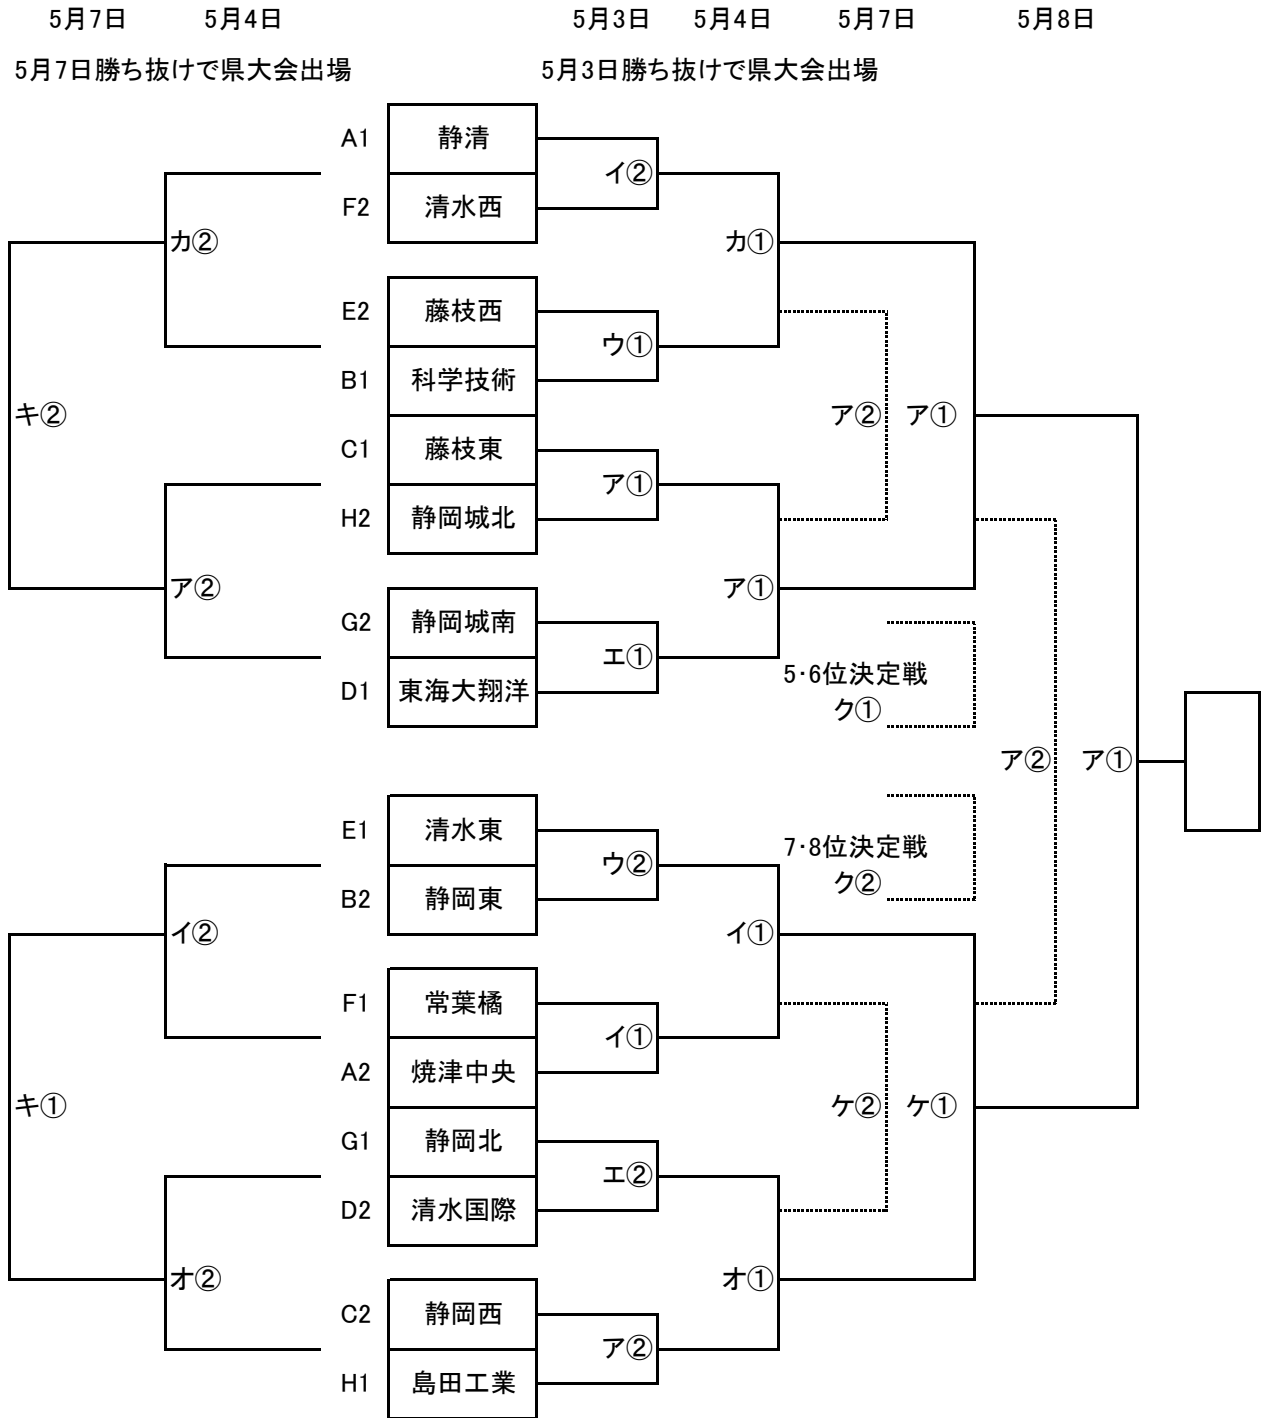 5月7日 5月4日 5月3日 5月4日 5月7日 5月8日
5月7日勝ち抜けで県大会出場 5月3日勝ち抜けで県大会出場
A1 静清
イ②
F2 清水西
カ② カ①
E2 藤枝西
ウ①
B1 科学技術
キ② ア② ア①
C1 藤枝東
ア①
H2 静岡城北
ア② ア①
G2 静岡城南
エ①
5・6位決定戦
D1 東海大翔洋
ク①
ア② ア①
E1 清水東
7・8位決定戦
ウ②
ク②
B2 静岡東
イ② イ①
F1 常葉橘
イ①
A2 焼津中央
キ① ケ② ケ①
G1 静岡北
エ②
D2 清水国際
オ② オ①
C2 静岡西
ア②
H1 島田工業